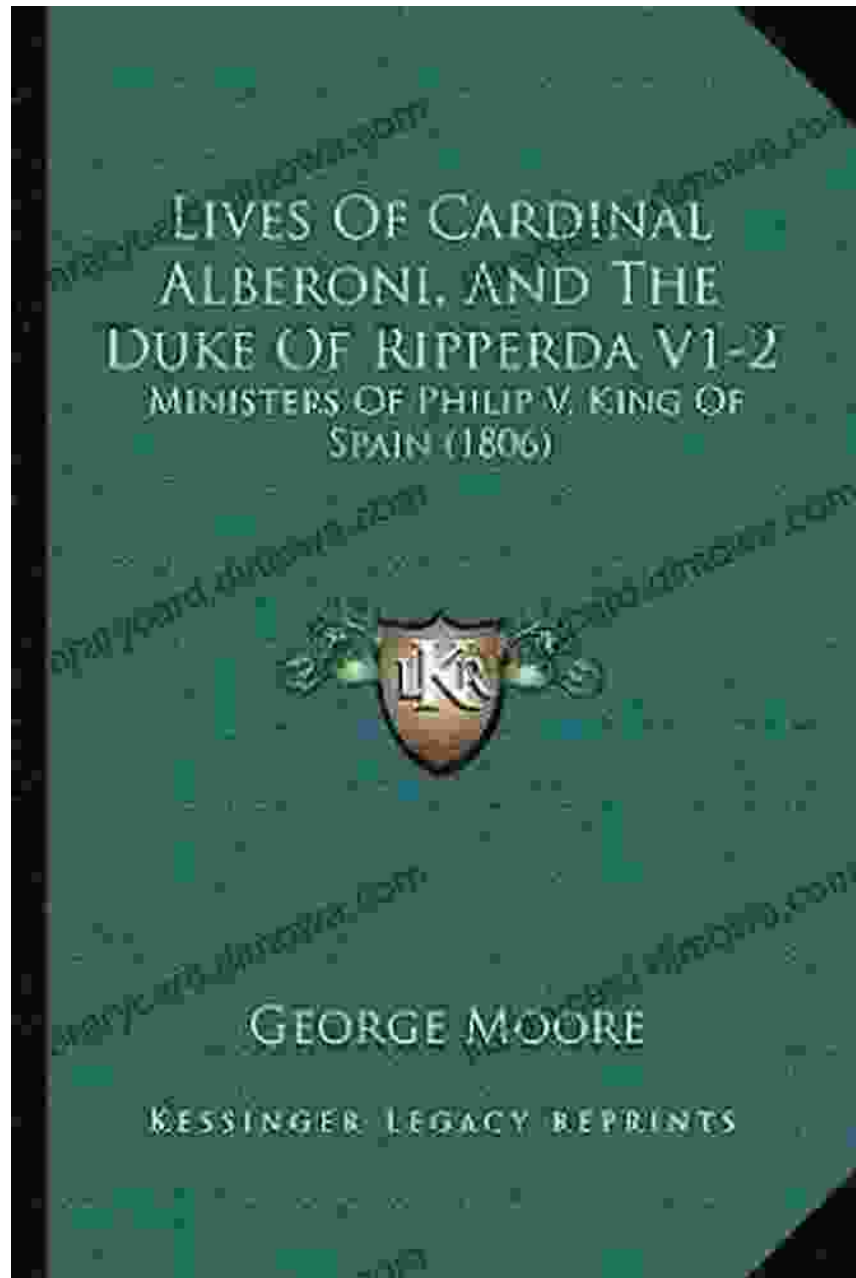 LIVES OF CARDINAL
ALBERONI, AND THE
DUKE OF RIPPERDA V1-2
MINISTERS OF PHILIP V, KING OF
SPAIN (1806)
LKR
GEORGE MOORE
KESSINGER LEGACY REPRINTS